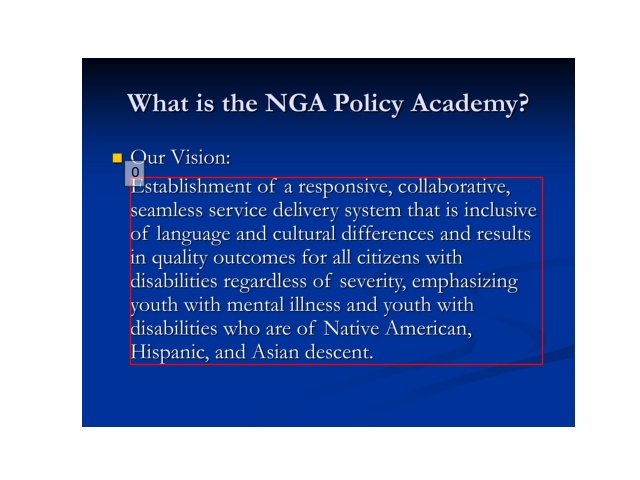 What is the NGA Policy Academy?
Our Vision:
0
Establishment of a responsive, collaborative,
seamless service delivery system that is inclusive
of language and cultural differences and results
in quality outcomes for all citizens with
disabilities regardless of severity, emphasizing
youth with mental illness and youth with
disabilities who are of Native American,
Hispanic, and Asian descent.